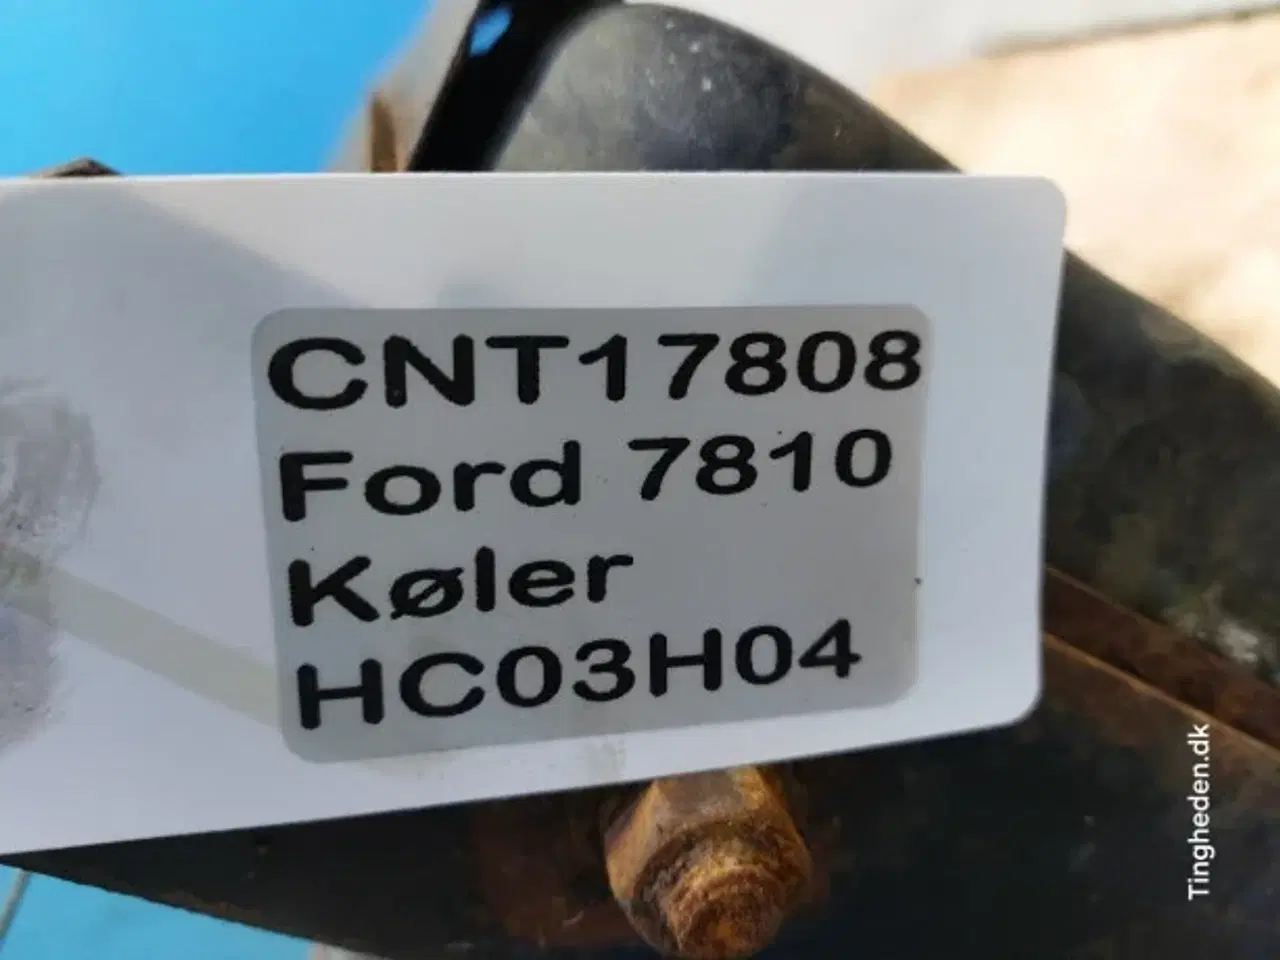 CNT17808
Ford 7810
Køler
HC03H04
Tingheden.dk